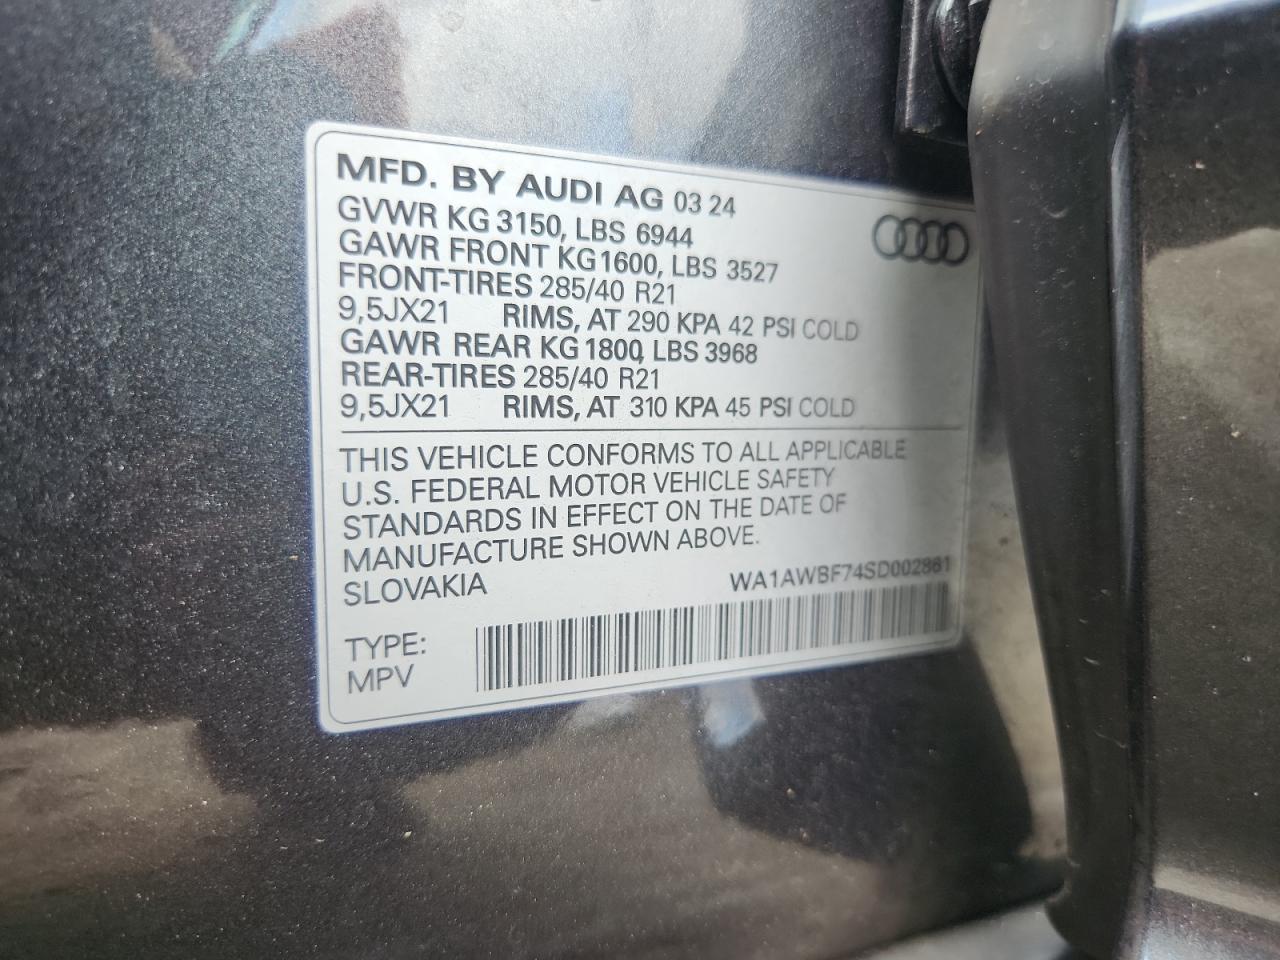 MFD. BY AUDI AG 03 24
GVWR KG 3150, LBS 6944
GAWR FRONT KG 1600, LBS 3527
FRONT-TIRES 285/40 R21
9,5JX21 RIMS, AT 290 KPA 42 PSI COLD
GAWR REAR KG 1800, LBS 3968
REAR-TIRES 285/40 R21
9,5JX21 RIMS, AT 310 KPA 45 PSI COLD
THIS VEHICLE CONFORMS TO ALL APPLICABLE
U.S. FEDERAL MOTOR VEHICLE SAFETY
STANDARDS IN EFFECT ON THE DATE OF
MANUFACTURE SHOWN ABOVE.
SLOVAKIA WA1AWBF74SD002861
TYPE:
MPV